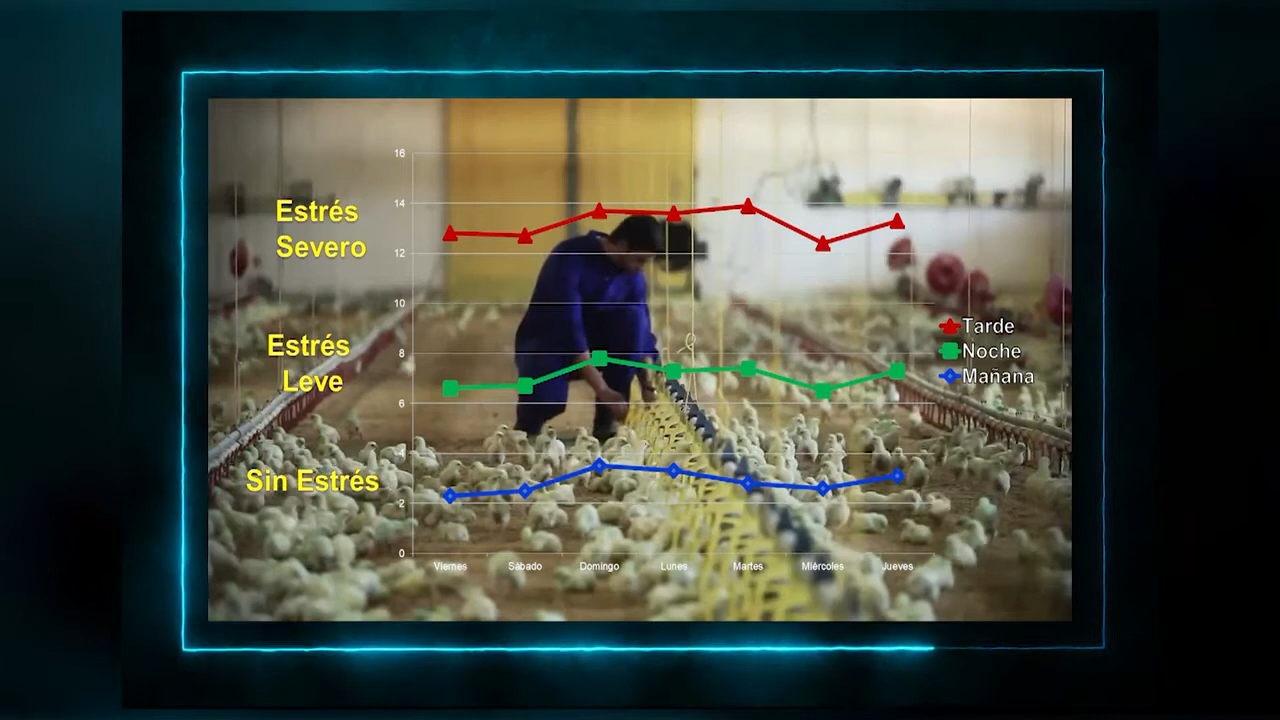 16
14
12
10
8
6
4
2
0
Estrés
Severo
Estrés
Leve
Sin Estrés
Tarde
Noche
Mañana
Viernes Sábado Domingo Lunes Martes Miércoles Jueves